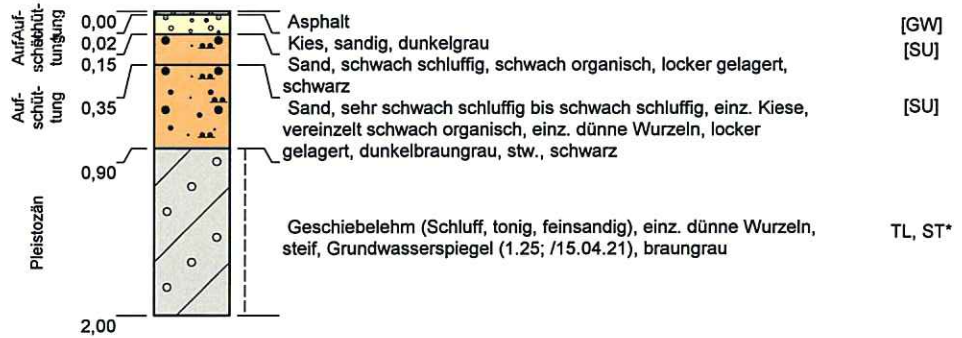 0,00 Asphalt [GW]
0,02 Kies, sandig, dunkelgrau [SU]
0,15 Sand, schwach schluffig, schwach organisch, locker gelagert,
schwarz
0,35 Sand, sehr schwach schluffig bis schwach schluffig, einz. Kiese, [SU]
vereinzelt schwach organisch, einz. dünne Wurzeln, locker
gelagert, dunkelbraungrau, stw., schwarz
0,90
Auf-
schüt-
tung
Pleistozän
Geschiebelehm (Schluff, tonig, feinsandig), einz. dünne Wurzeln, TL, ST*
steif, Grundwasserspiegel (1.25; /15.04.21), braungrau
2,00